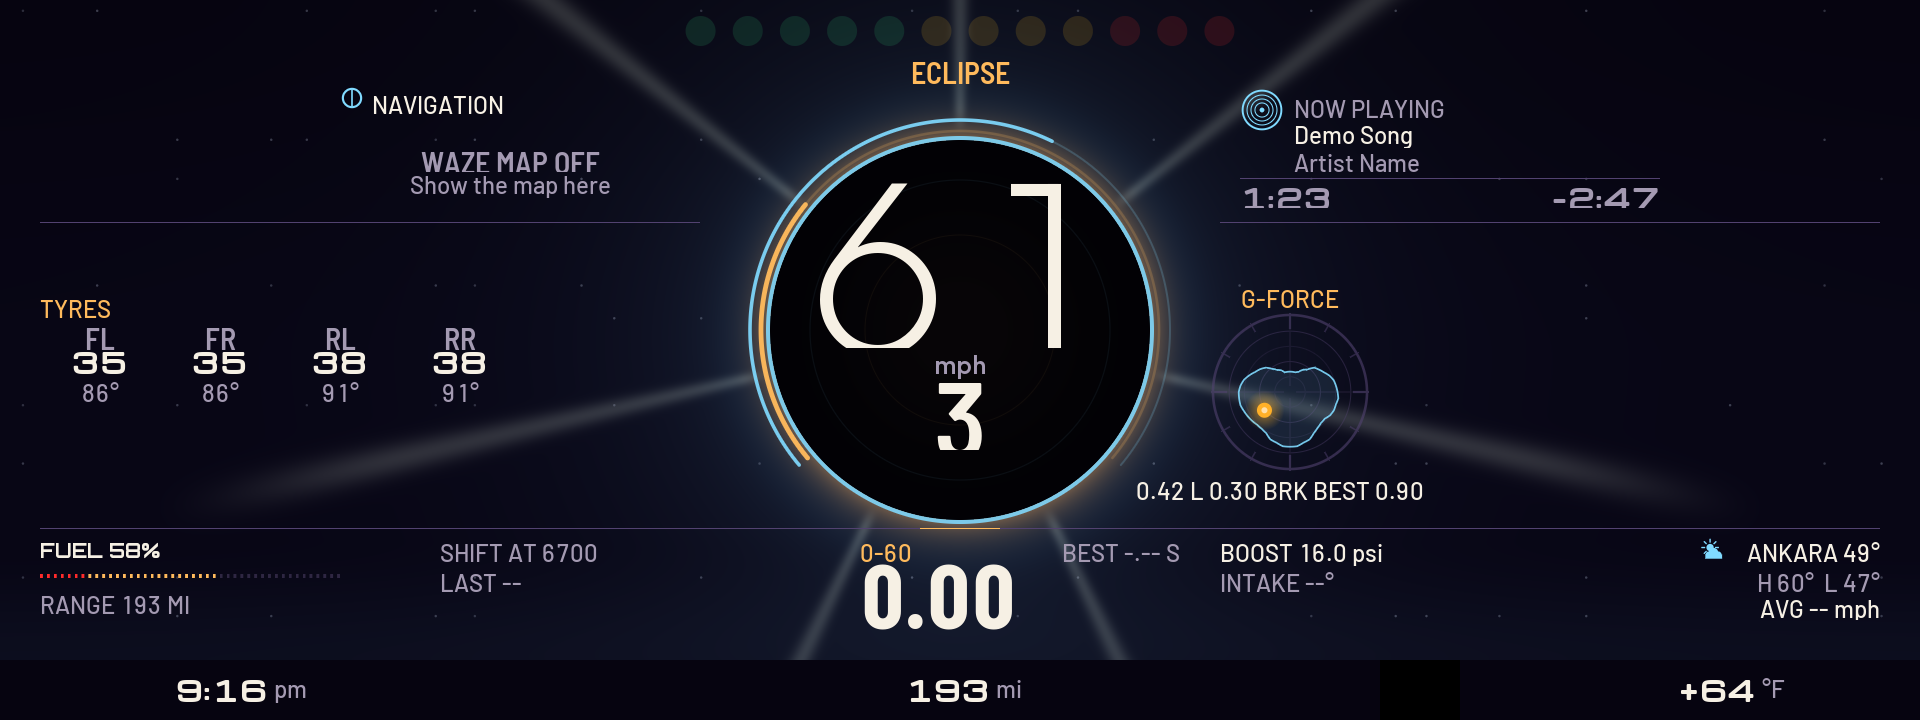 ECLIPSE
NAVIGATION
WAZE MAP OFF
Show the map here
NOW PLAYING
Demo Song
Artist Name
1:23 -2:47
61
mph
3
TYRES
FL FR RL RR
35 35 38 38
86° 86° 91° 91°
G-FORCE
0.42 L 0.30 BRK BEST 0.90
FUEL 58%
RANGE 193 MI
SHIFT AT 6700
LAST --
0-60
BEST -.-- S
0.00
BOOST 16.0 psi
INTAKE --°
ANKARA 49°
H 60° L 47°
AVG -- mph
9:16 pm
193 mi
+64 °F